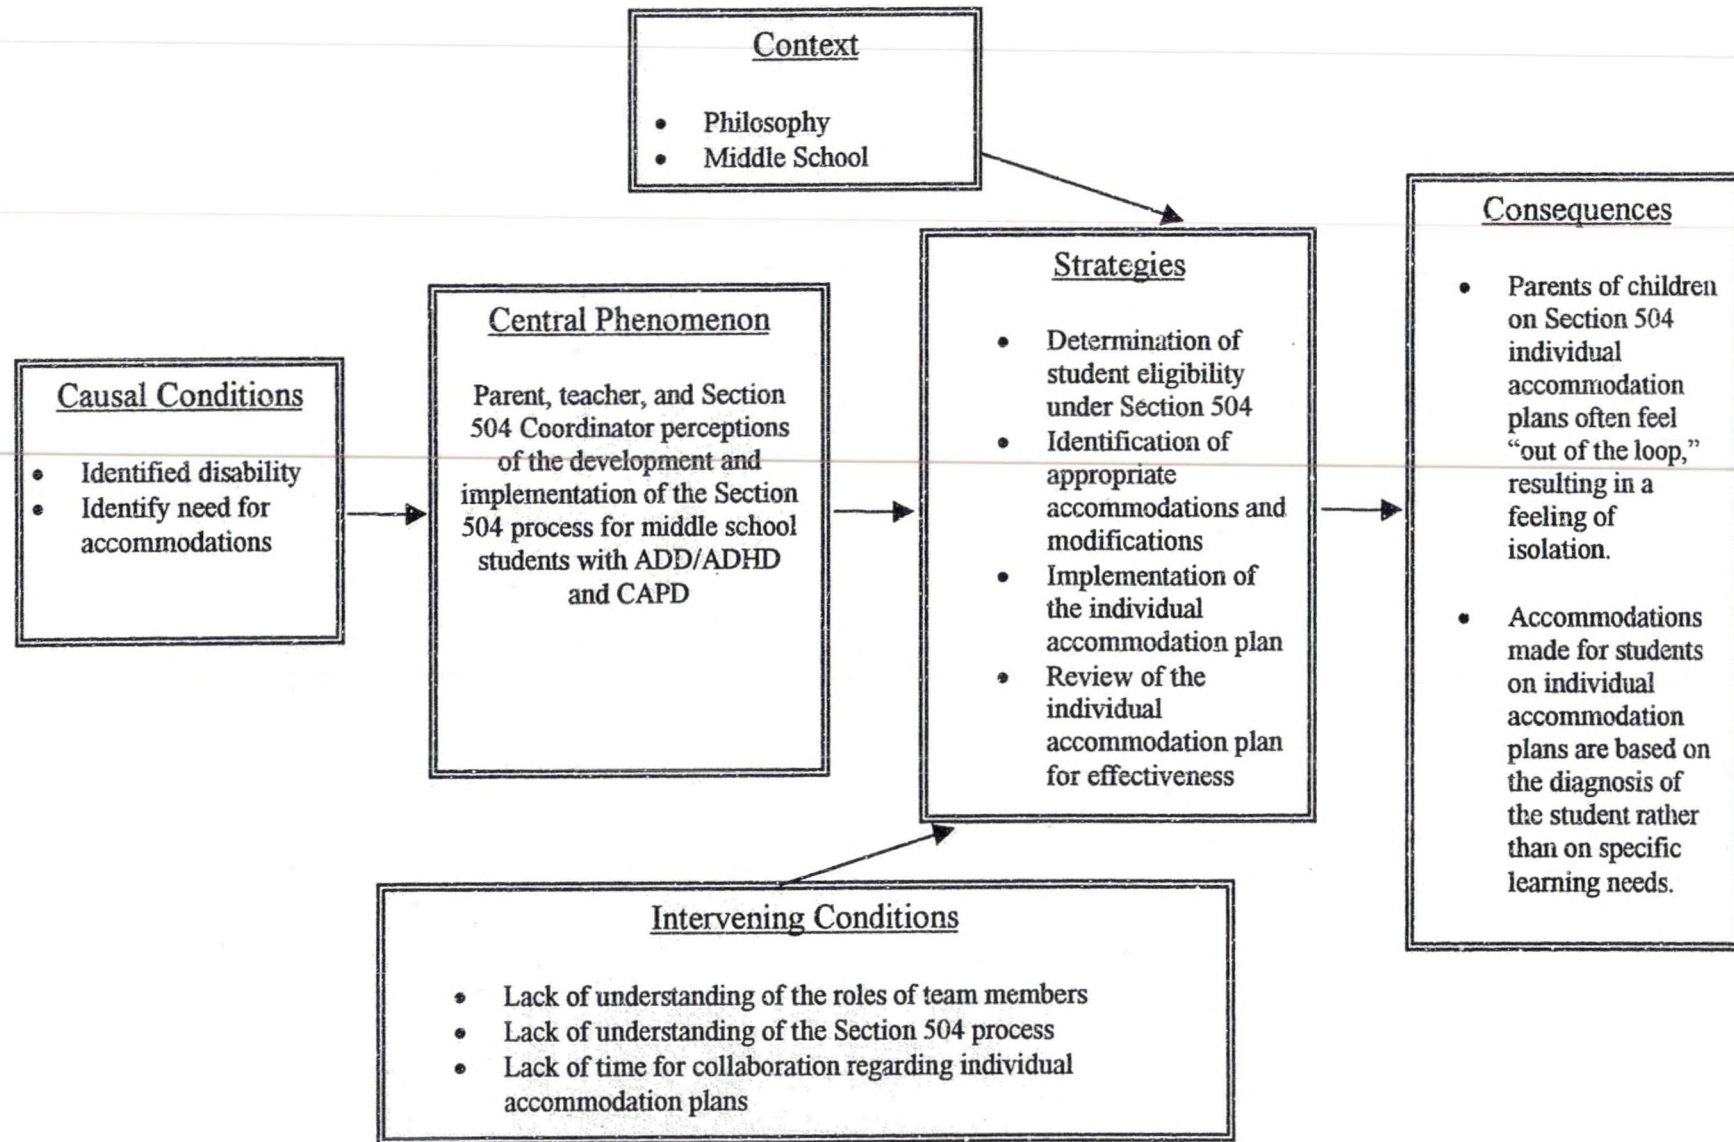 Context
• Philosophy
• Middle School
Causal Conditions
• Identified disability
• Identify need for
accommodations
Central Phenomenon
Parent, teacher, and Section
504 Coordinator perceptions
of the development and
implementation of the Section
504 process for middle school
students with ADD/ADHD
and CAPD
Strategies
• Determination of
student eligibility
under Section 504
• Identification of
appropriate
accommodations and
modifications
• Implementation of
the individual
accommodation plan
• Review of the
individual
accommodation plan
for effectiveness
Consequences
• Parents of children
on Section 504
individual
accommodation
plans often feel
“out of the loop,”
resulting in a
feeling of
isolation.
• Accommodations
made for students
on individual
accommodation
plans are based on
the diagnosis of
the student rather
than on specific
learning needs.
Intervening Conditions
• Lack of understanding of the roles of team members
• Lack of understanding of the Section 504 process
• Lack of time for collaboration regarding individual
accommodation plans